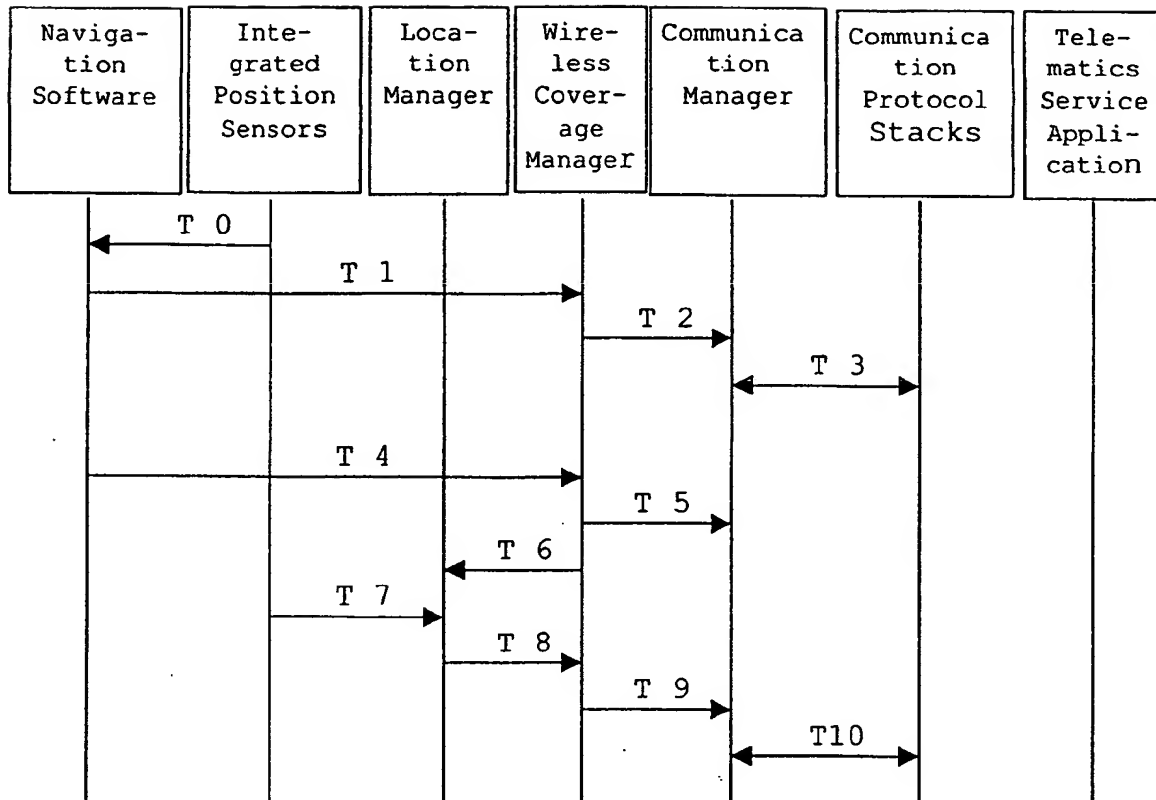 Naviga-
tion
Software
Inte-
grated
Position
Sensors
Loca-
tion
Manager
Wire-
less
Cover-
age
Manager
Communica
tion
Manager
Communica
tion
Protocol
Stacks
Tele-
matics
Service
Appli-
cation
T 0
T 1
T 2
T 3
T 4
T 5
T 6
T 7
T 8
T 9
T10